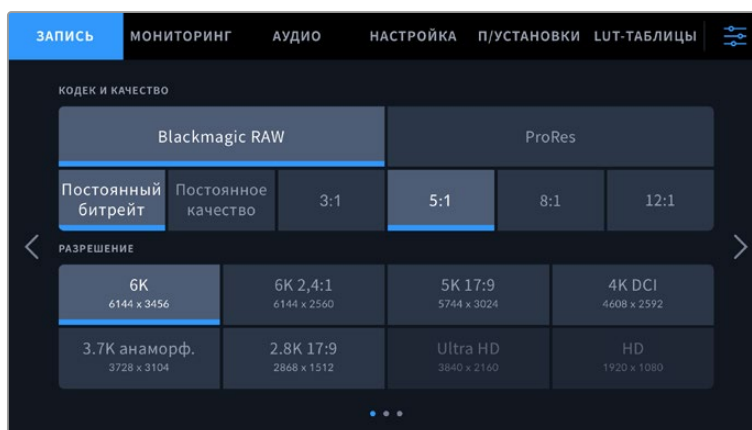 ЗАПИСЬ МОНИТОРИНГ АУДИО НАСТРОЙКА П/УСТАНОВКИ LUT-ТАБЛИЦЫ
КОДЕК И КАЧЕСТВО
Blackmagic RAW ProRes
Постоянный битрейт Постоянное качество 3:1 5:1 8:1 12:1
РАЗРЕШЕНИЕ
6K 6K 2,4:1 5K 17:9 4K DCI
6144 x 3456 6144 x 2560 5744 x 3024 4608 x 2592
3.7K анаморф. 2.8K 17:9 Ultra HD HD
3728 x 3104 2868 x 1512 3840 x 2160 1920 x 1080